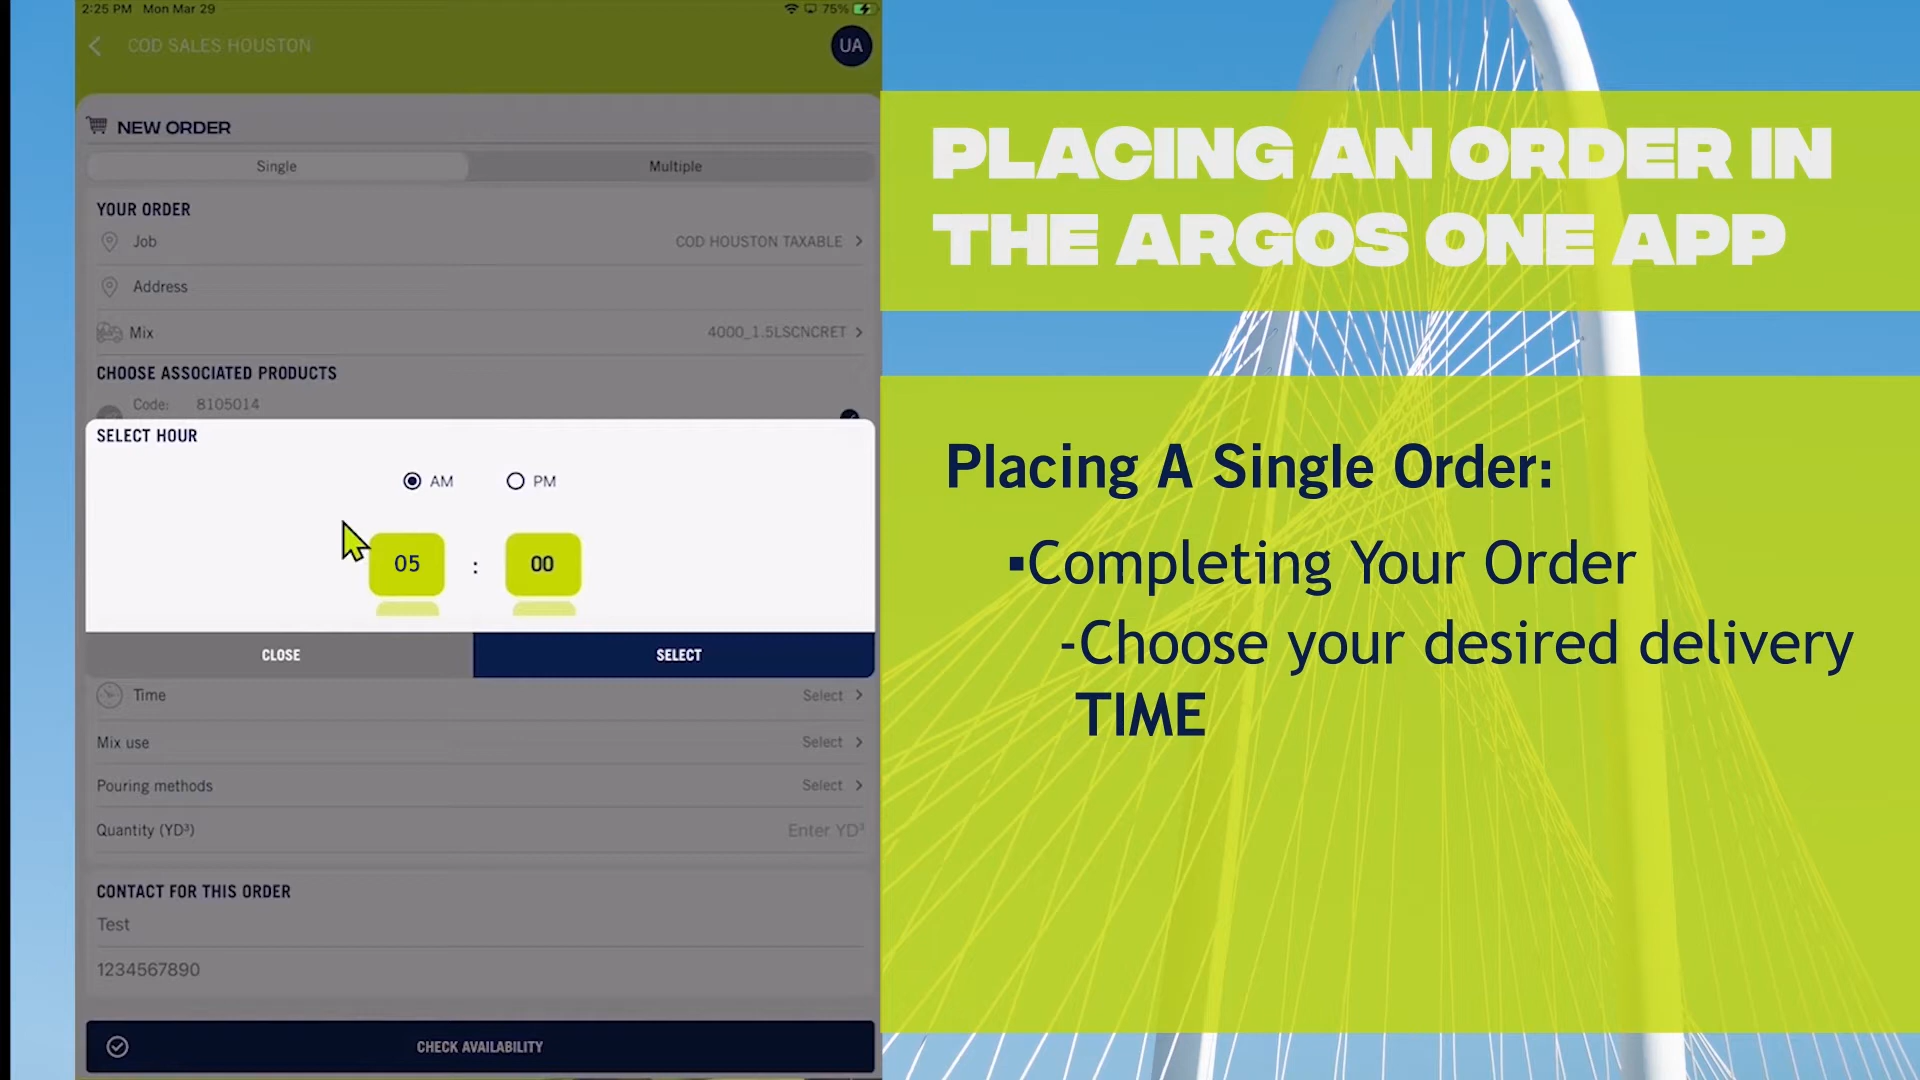 2:25 PM Mon Mar 29 75%
COD SALES HOUSTON
UA
NEW ORDER
Single Multiple
YOUR ORDER
Job COD HOUSTON TAXABLE
Address
Mix 4000_1.5LSCNCRET
CHOOSE ASSOCIATED PRODUCTS
Code: 8105014
SELECT HOUR
AM PM
05 : 00
CLOSE SELECT
Time Select
Mix use Select
Pouring methods Select
Quantity (YD³) Enter YD³
CONTACT FOR THIS ORDER
Test
1234567890
CHECK AVAILABILITY
PLACING AN ORDER IN
THE ARGOS ONE APP
Placing A Single Order:
▪Completing Your Order
-Choose your desired delivery
TIME